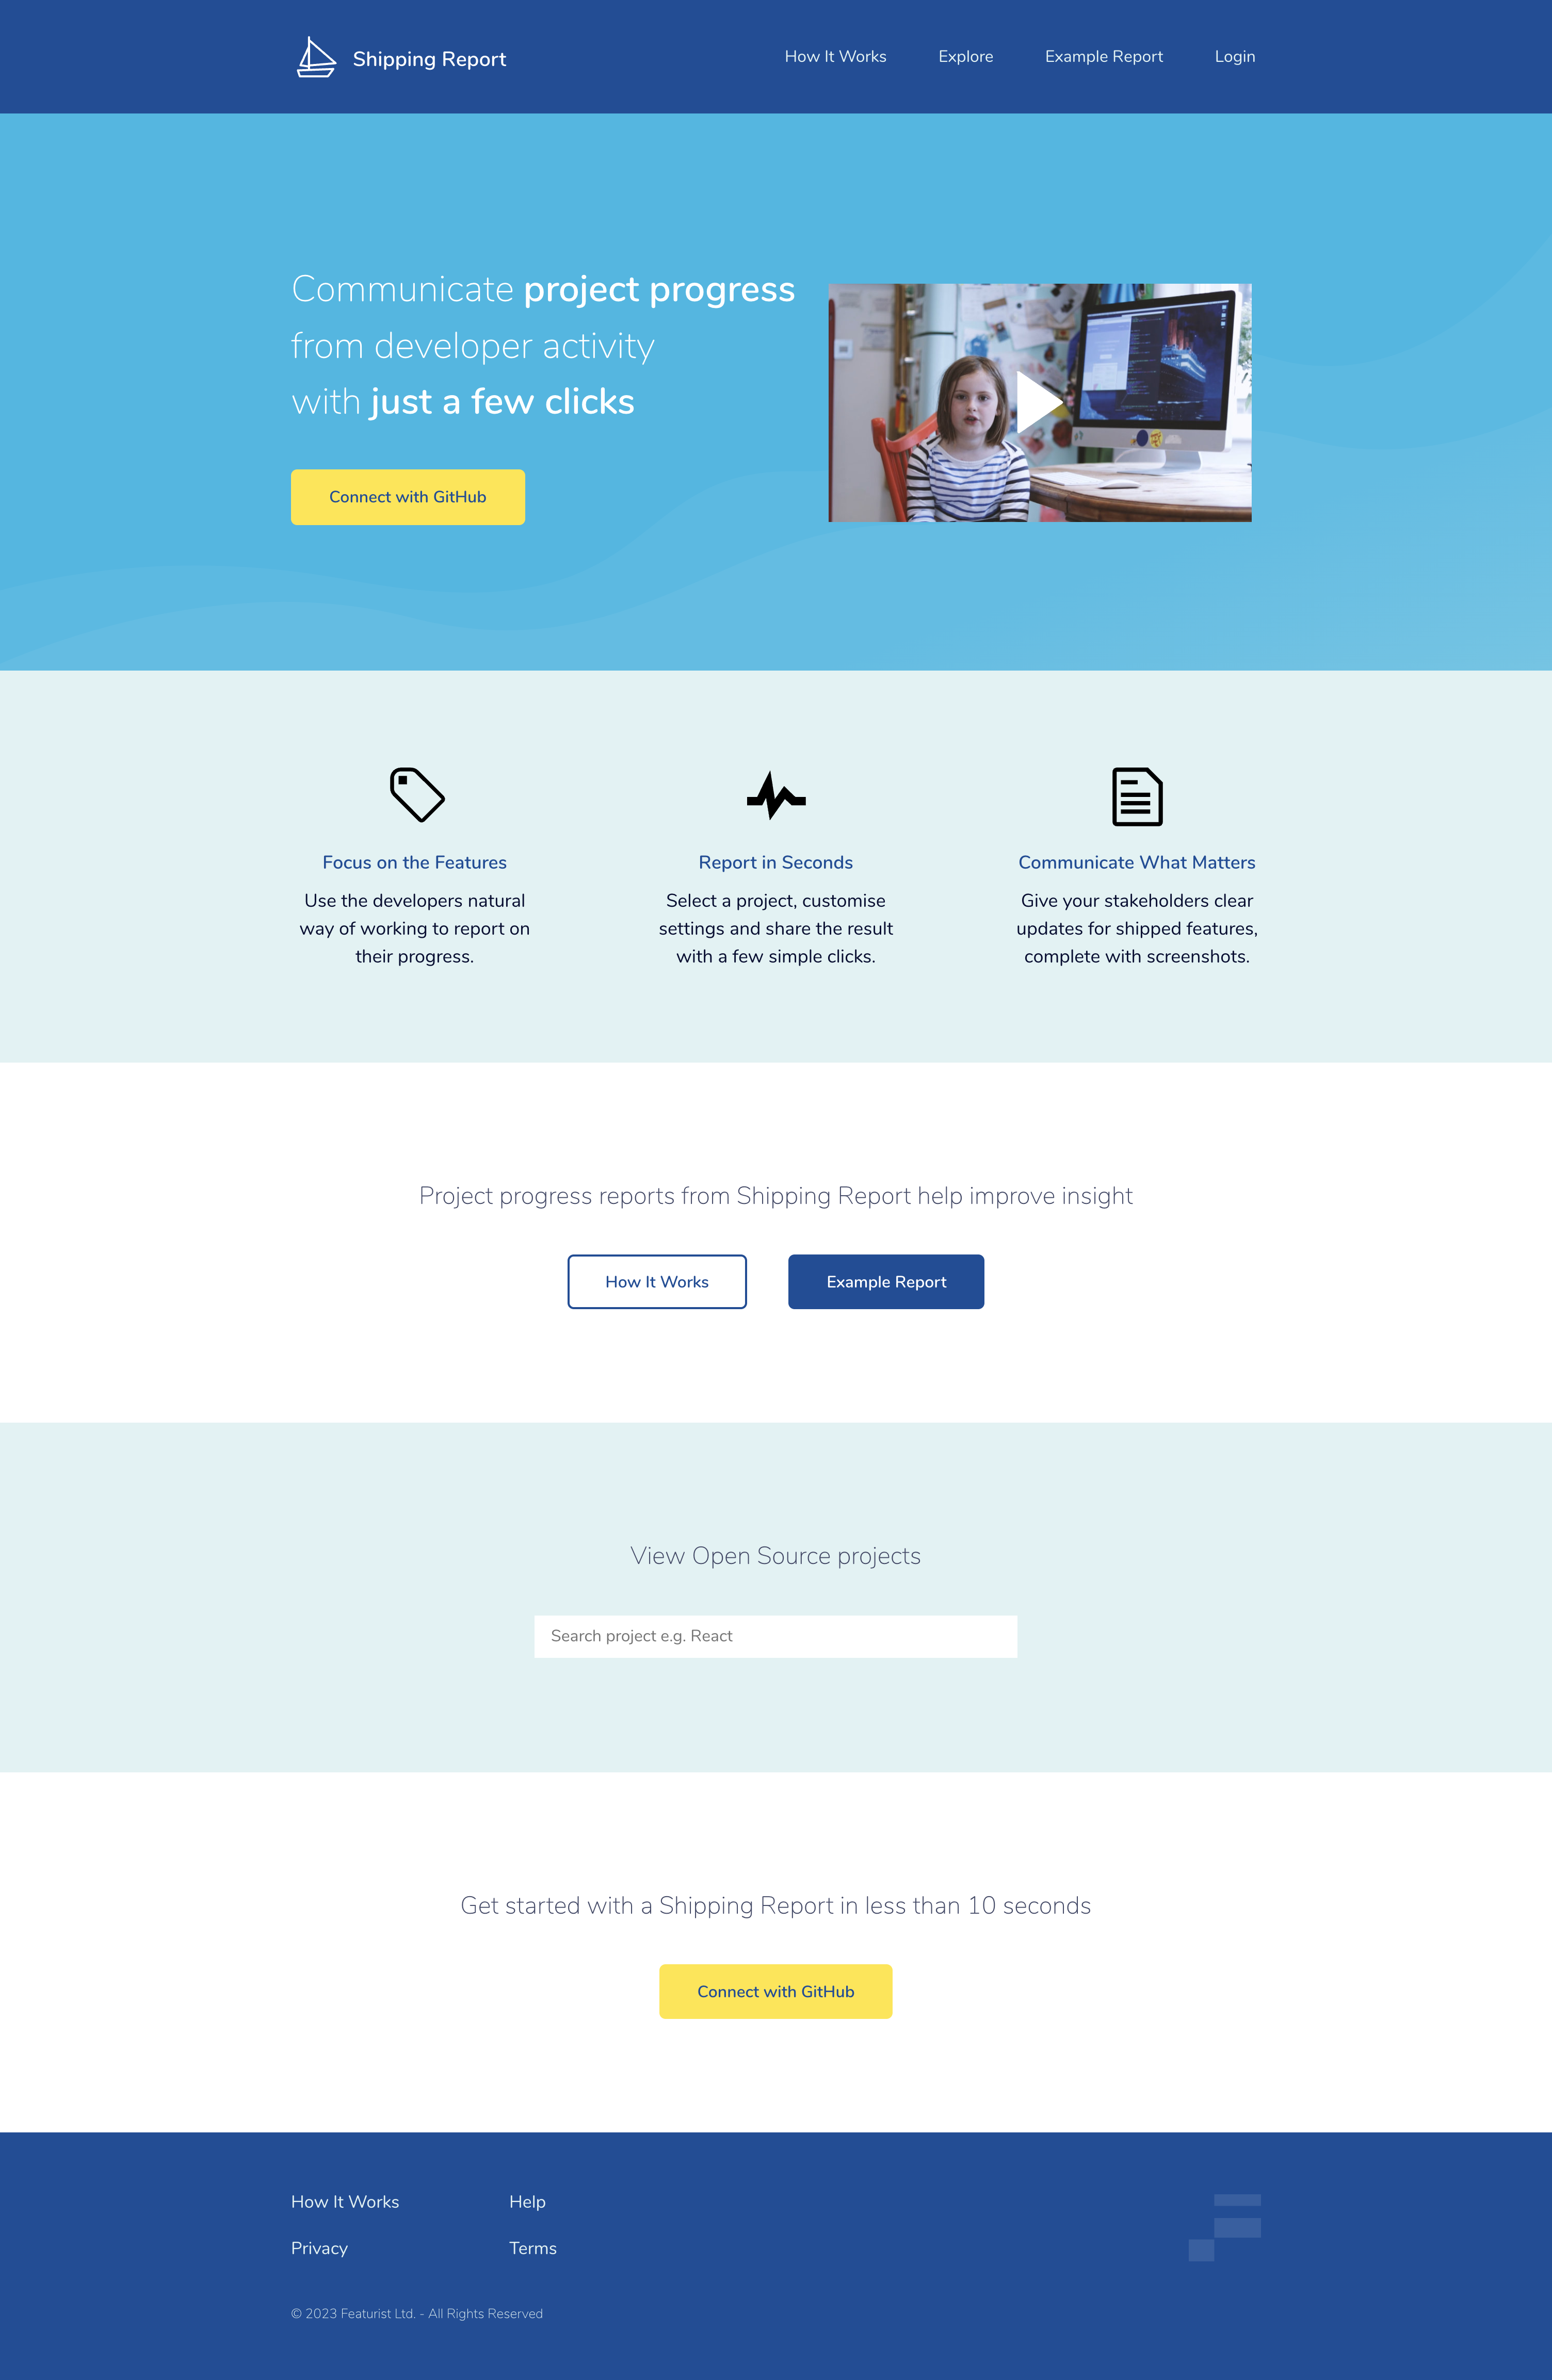 Shipping Report
How It Works
Explore
Example Report
Login
Communicate project progress
from developer activity
with just a few clicks
Connect with GitHub
Focus on the Features
Use the developers natural
way of working to report on
their progress.
Report in Seconds
Select a project, customise
settings and share the result
with a few simple clicks.
Communicate What Matters
Give your stakeholders clear
updates for shipped features,
complete with screenshots.
Project progress reports from Shipping Report help improve insight
How It Works
Example Report
View Open Source projects
Search project e.g. React
Get started with a Shipping Report in less than 10 seconds
Connect with GitHub
How It Works
Help
Privacy
Terms
© 2023 Featurist Ltd. - All Rights Reserved